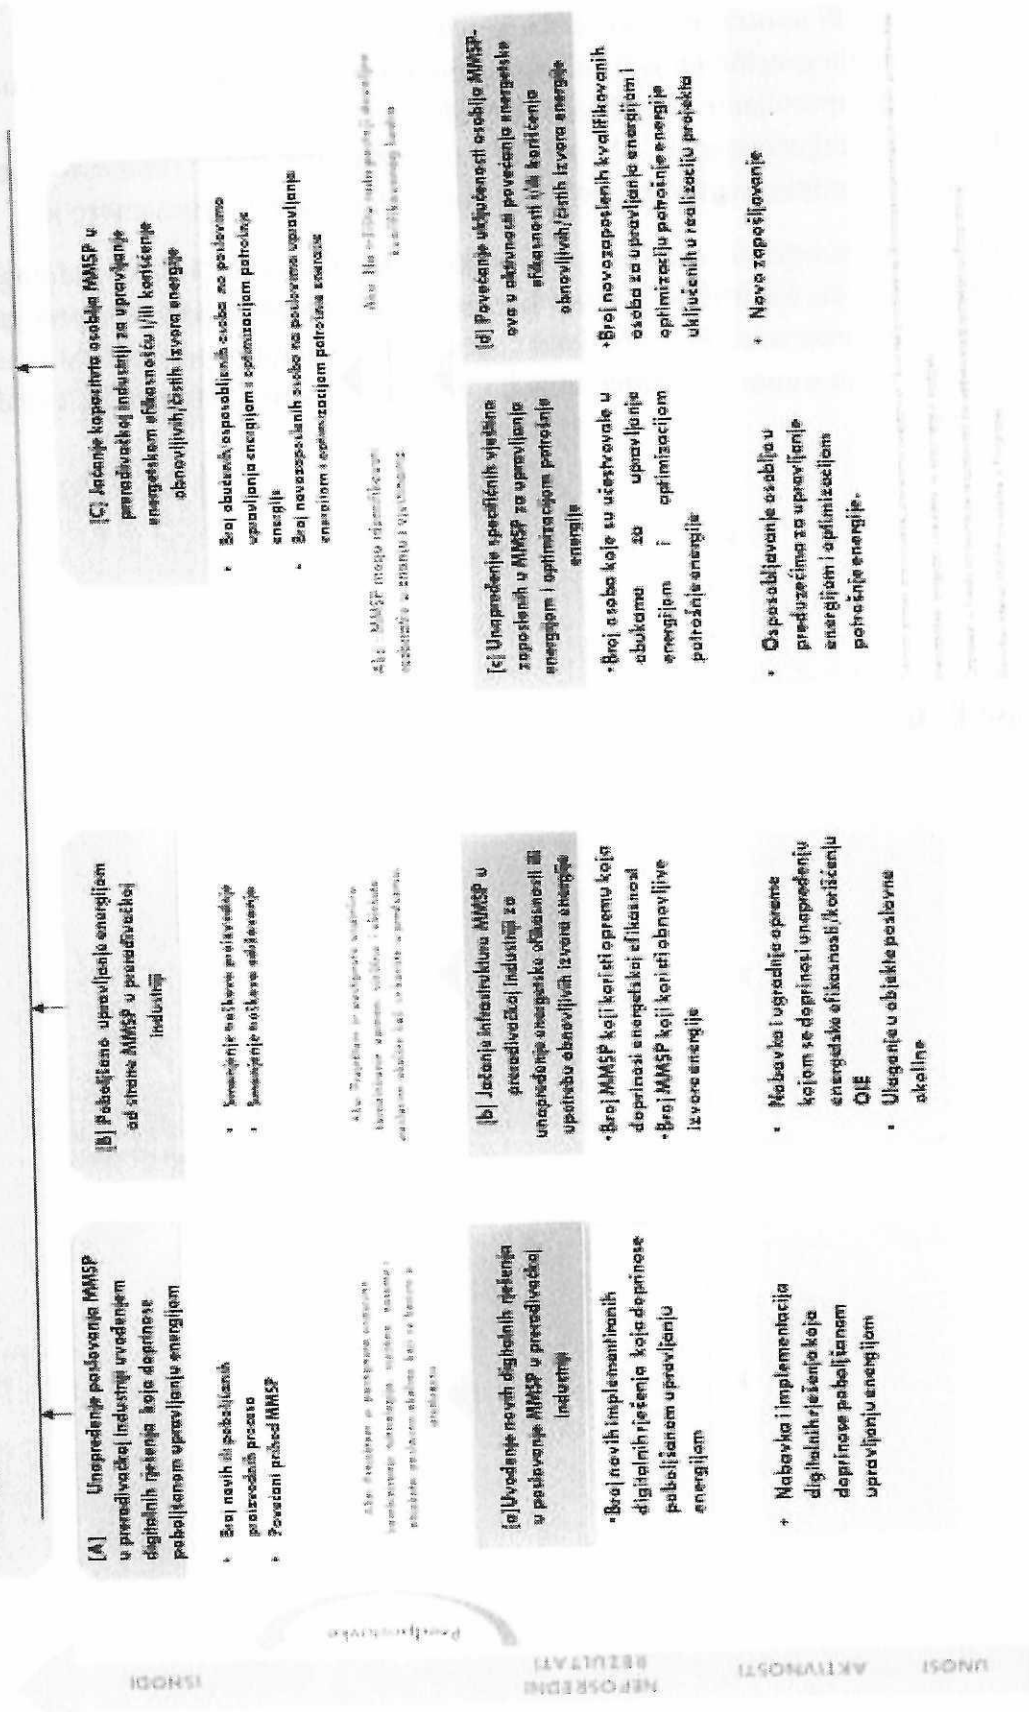 [A] Unapređenje poslovanja MMSP
u prerađivačkoj industriji uvođenjem
digitalnih rješenja koja doprinose
poboljšanom upravljanju energijom
• Broj novih ili poboljšanih
proizvodnih procesa
• Povećani prihod MMSP
[B] Poboljšano upravljanje energijom
od strane MMSP u prerađivačkoj
industriji
• Smanjenje troškova proizvodnje
• Smanjenje troškova održavanja
[C] Jačanje kapaciteta osoblja MMSP u
prerađivačkoj industriji za upravljanje
energetskom efikasnošću i/ili korišćenje
obnovljivih/čistih izvora energije
• Broj obučenih/osposobljenih osoba na poslovima
upravljanja energijom i optimizacijom potrošnje
energije
• Broj novozaposlenih osoba na poslovima upravljanja
energijom i optimizacijom potrošnje energije
Pretpostavke
[a] Uvođenje novih digitalnih rješenja
u poslovanje MMSP u prerađivačkoj
industriji
•Broj novih implementiranih
digitalnih rješenja koja doprinose
poboljšanom upravljanju
energijom
[b] Jačanje infrastrukture MMSP u
prerađivačkoj industriji za
unapređenje energetske efikasnosti ili
upotrebu obnovljivih izvora energije
•Broj MMSP koji koristi opremu koja
doprinosi energetskoj efikasnosti
•Broj MMSP koji koristi obnovljive
izvore energije
[c] Unapređenje specifičnih vještina
zaposlenih u MMSP za upravljanje
energijom i optimizacijom potrošnje
energije
•Broj osoba koje su učestvovale u
obukama za upravljanje
energijom i optimizacijom
potrošnje energije
[d] Povećanje uključenosti osoblja MMSP-
ova u aktivnosti povećanja energetske
efikasnosti i/ili korišćenja
obnovljivih/čistih izvora energije
•Broj novozaposlenih kvalifikovanih
osoba za upravljanje energijom i
optimizaciju potrošnje energije
uključenih u realizaciju projekta
• Nabavka i implementacija
digitalnih rješenja koja
doprinose poboljšanom
upravljanju energijom
• Nabavka i ugradnja opreme
kojom se doprinosi unapređenju
energetske efikasnosti/korišćenju
OIE
• Ulaganje u objekte poslovne
okoline
• Osposobljavanje osoblja u
preduzećima za upravljanje
energijom i optimizacijom
potrošnje energije.
• Novo zapošljavanje
ISHODI
NEPOSREDNI
REZULTATI
AKTIVNOSTI
UNOSI